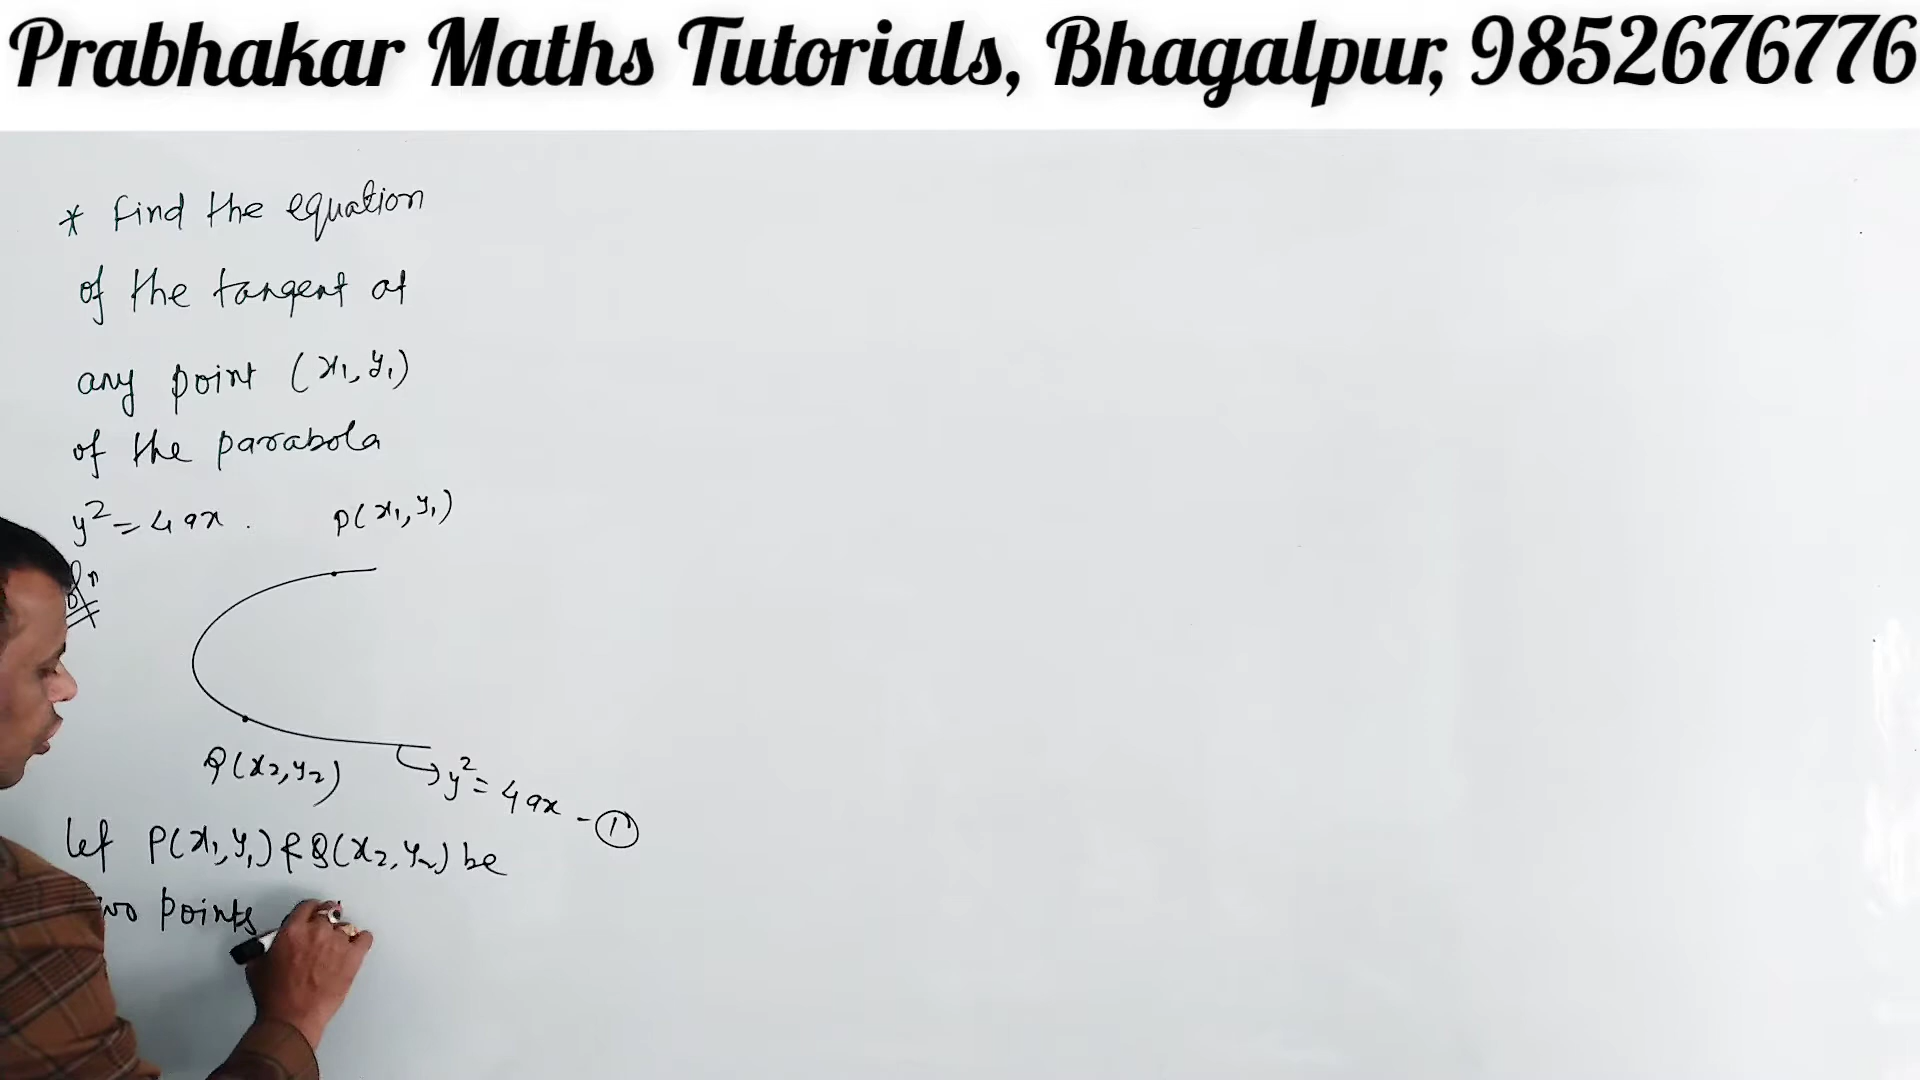 Prabhakar Maths Tutorials, Bhagalpur, 9852676776
* Find the equation
of the tangent at
any point (x₁, y₁)
of the parabola
y² = 4ax.
P(x₁, y₁)
Q(x₂, y₂)
y² = 4ax - ①
Let P(x₁, y₁) & Q(x₂, y₂) be
points